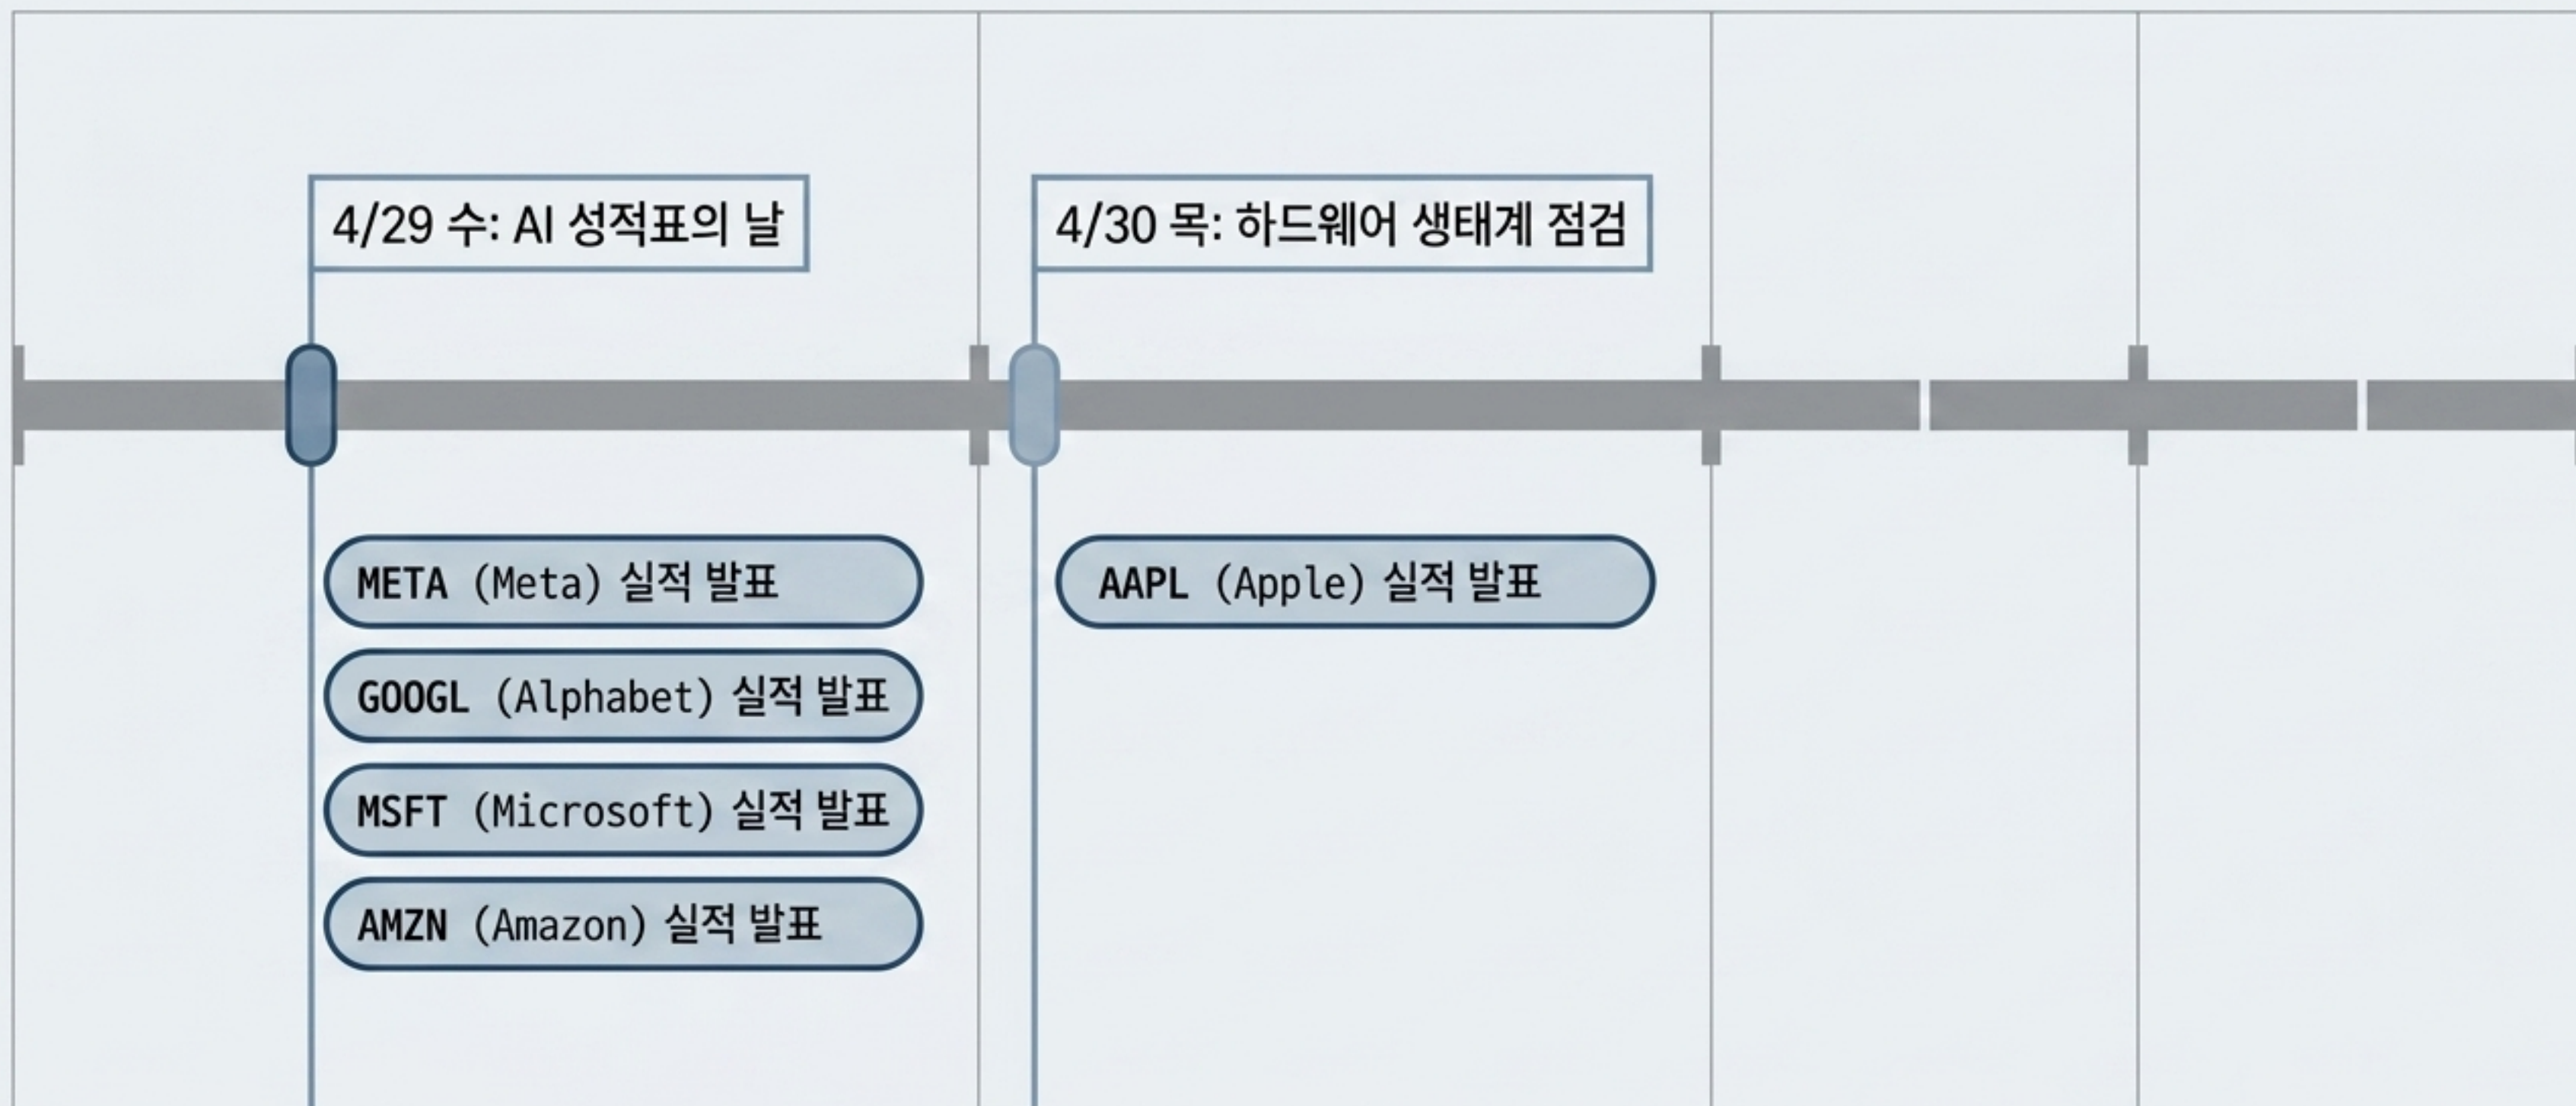 4/29 수: AI 성적표의 날
META (Meta) 실적 발표
GOOGL (Alphabet) 실적 발표
MSFT (Microsoft) 실적 발표
AMZN (Amazon) 실적 발표
4/30 목: 하드웨어 생태계 점검
AAPL (Apple) 실적 발표